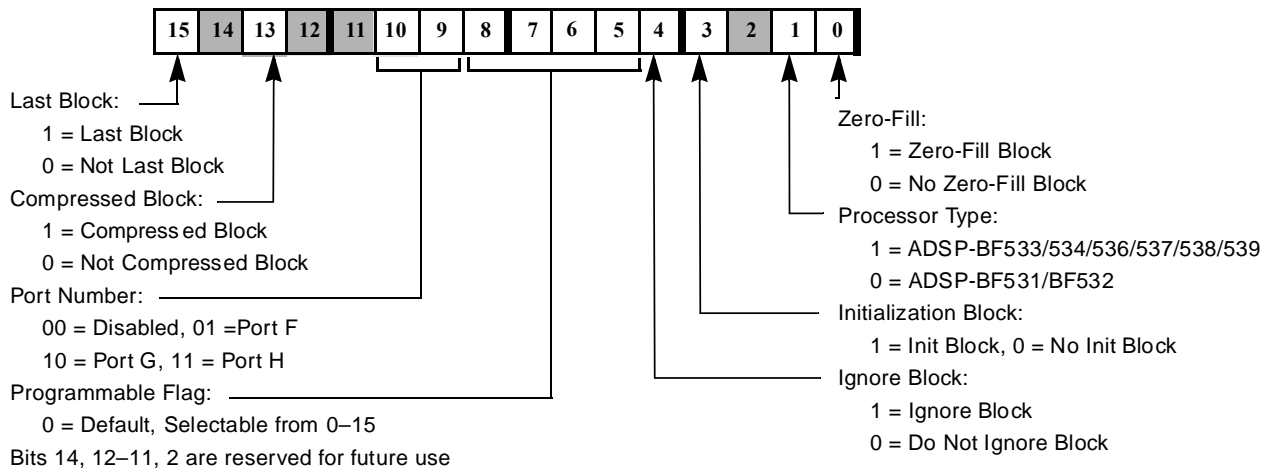 15 14 13 12 11 10 9 8 7 6 5 4 3 2 1 0
Last Block:
1 = Last Block
0 = Not Last Block
Compressed Block:
1 = Compressed Block
0 = Not Compressed Block
Port Number:
00 = Disabled, 01 =Port F
10 = Port G, 11 = Port H
Programmable Flag:
0 = Default, Selectable from 0–15
Bits 14, 12–11, 2 are reserved for future use
Zero-Fill:
1 = Zero-Fill Block
0 = No Zero-Fill Block
Processor Type:
1 = ADSP-BF533/534/536/537/538/539
0 = ADSP-BF531/BF532
Initialization Block:
1 = Init Block, 0 = No Init Block
Ignore Block:
1 = Ignore Block
0 = Do Not Ignore Block